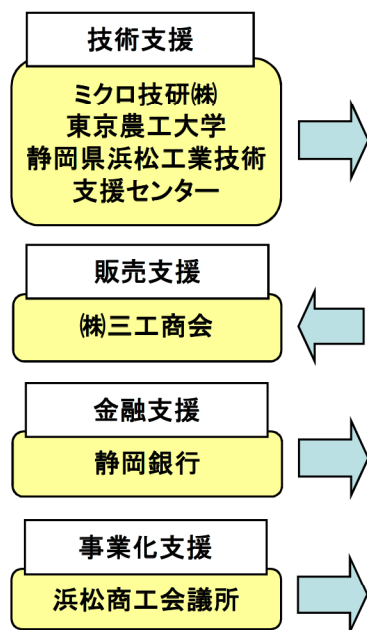 技術支援
ミクロ技研㈱
東京農工大学
静岡県浜松工業技術
支援センター
販売支援
㈱三工商会
金融支援
静岡銀行
事業化支援
浜松商工会議所